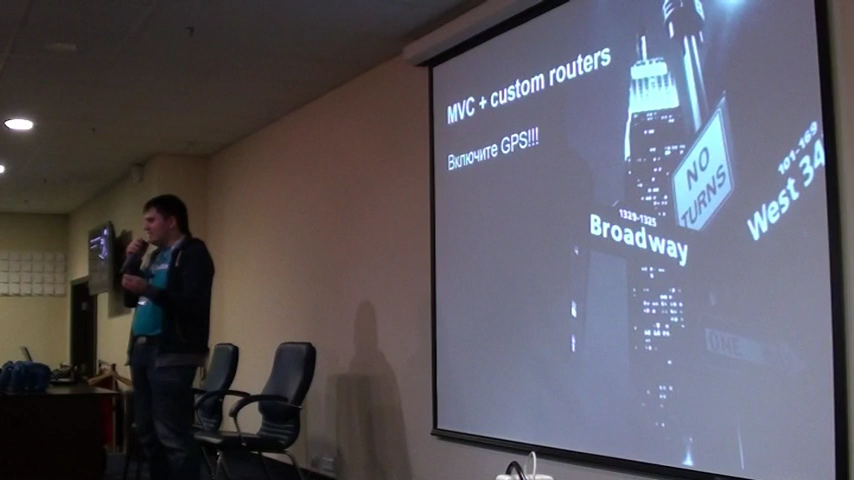 MVC + custom routers
Включите GPS!!!
NO
TURNS
1329-1325
Broadway
101-169
West 34
ONE